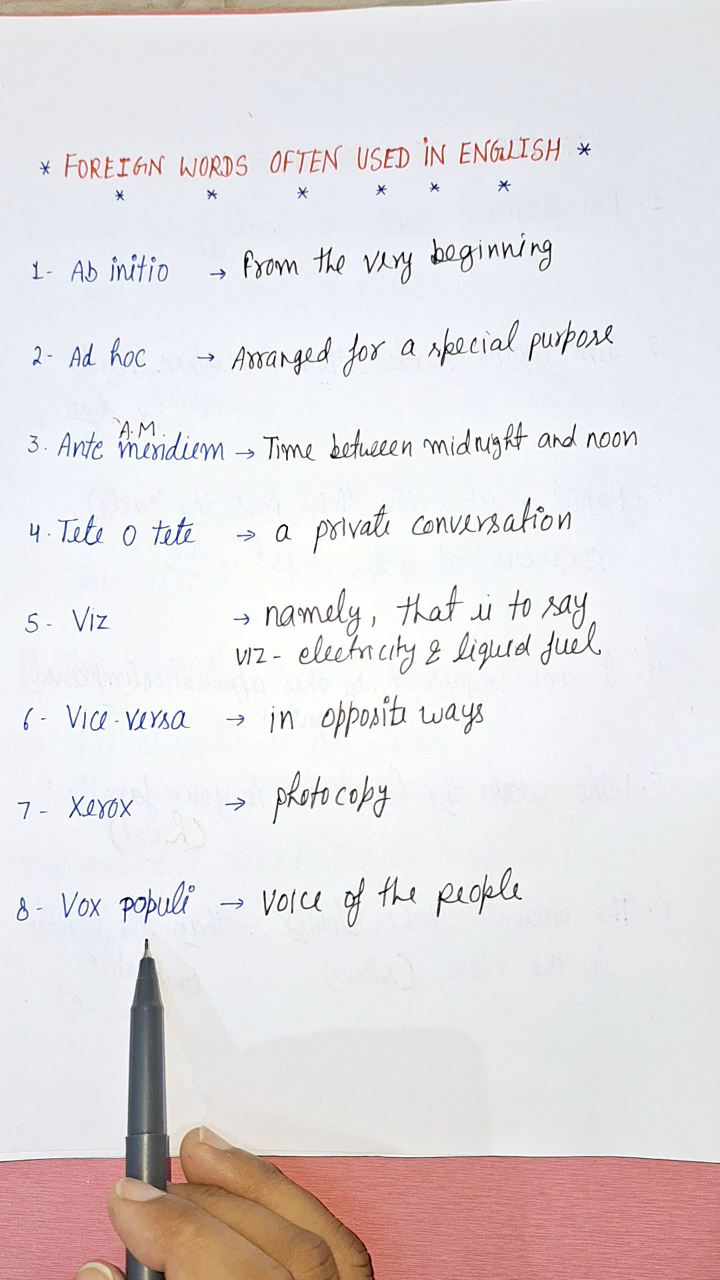 * FOREIGN WORDS OFTEN USED IN ENGLISH *
* * * * * *
1- Ab initio → from the very beginning
2- Ad hoc → Arranged for a special purpose
A.M.
3. Ante meridiem → Time between midnight and noon
4. Tete o tete → a private conversation
5- Viz → namely, that is to say
viz - electricity & liquid fuel
6- Vice-versa → in opposite ways
7- Xerox → photocopy
8- Vox populi → voice of the people